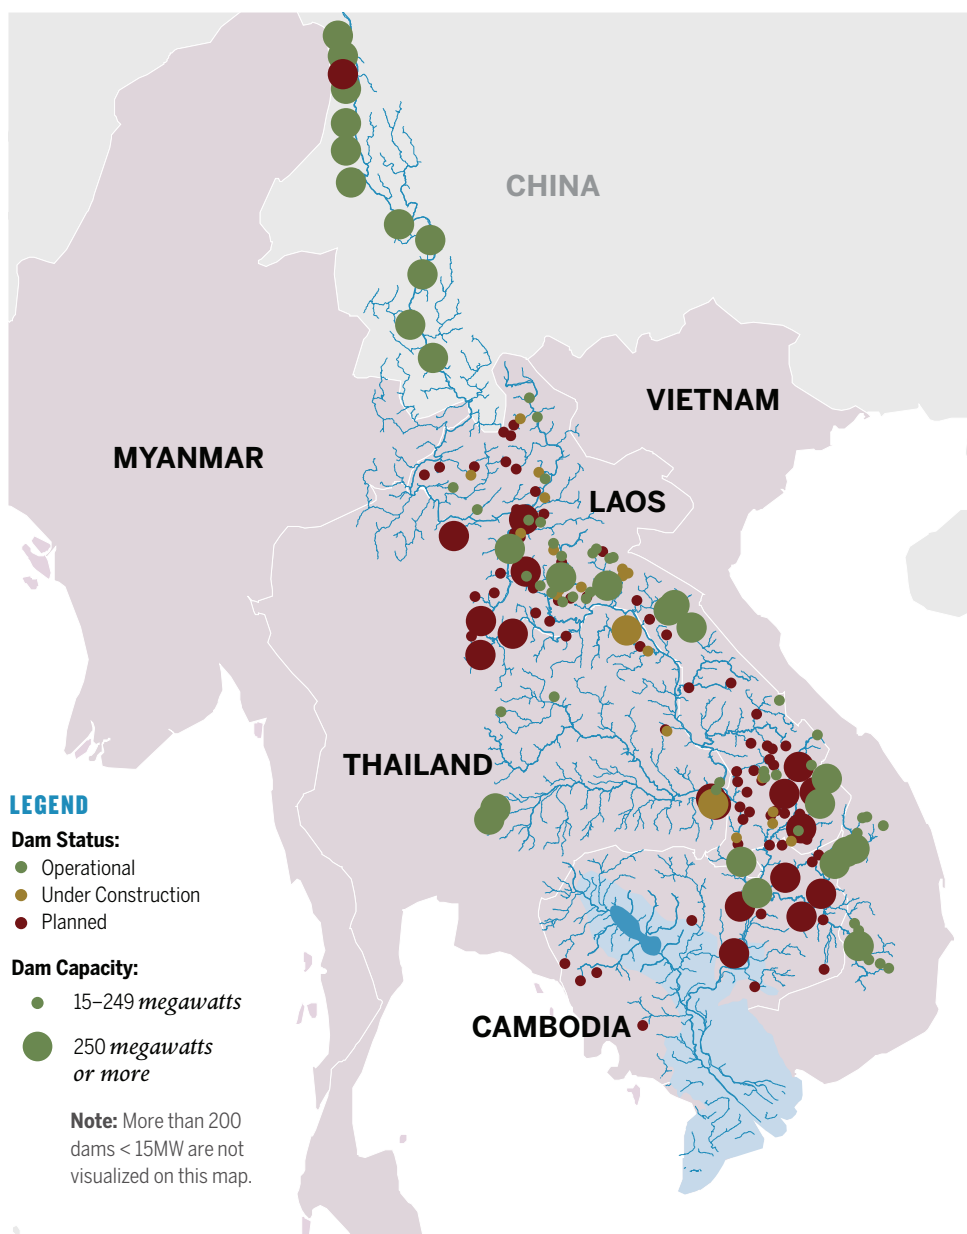 CHINA
VIETNAM
MYANMAR
LAOS
THAILAND
CAMBODIA
LEGEND
Dam Status:
Operational
Under Construction
Planned
Dam Capacity:
15–249 megawatts
250 megawatts
or more
Note: More than 200
dams < 15MW are not
visualized on this map.